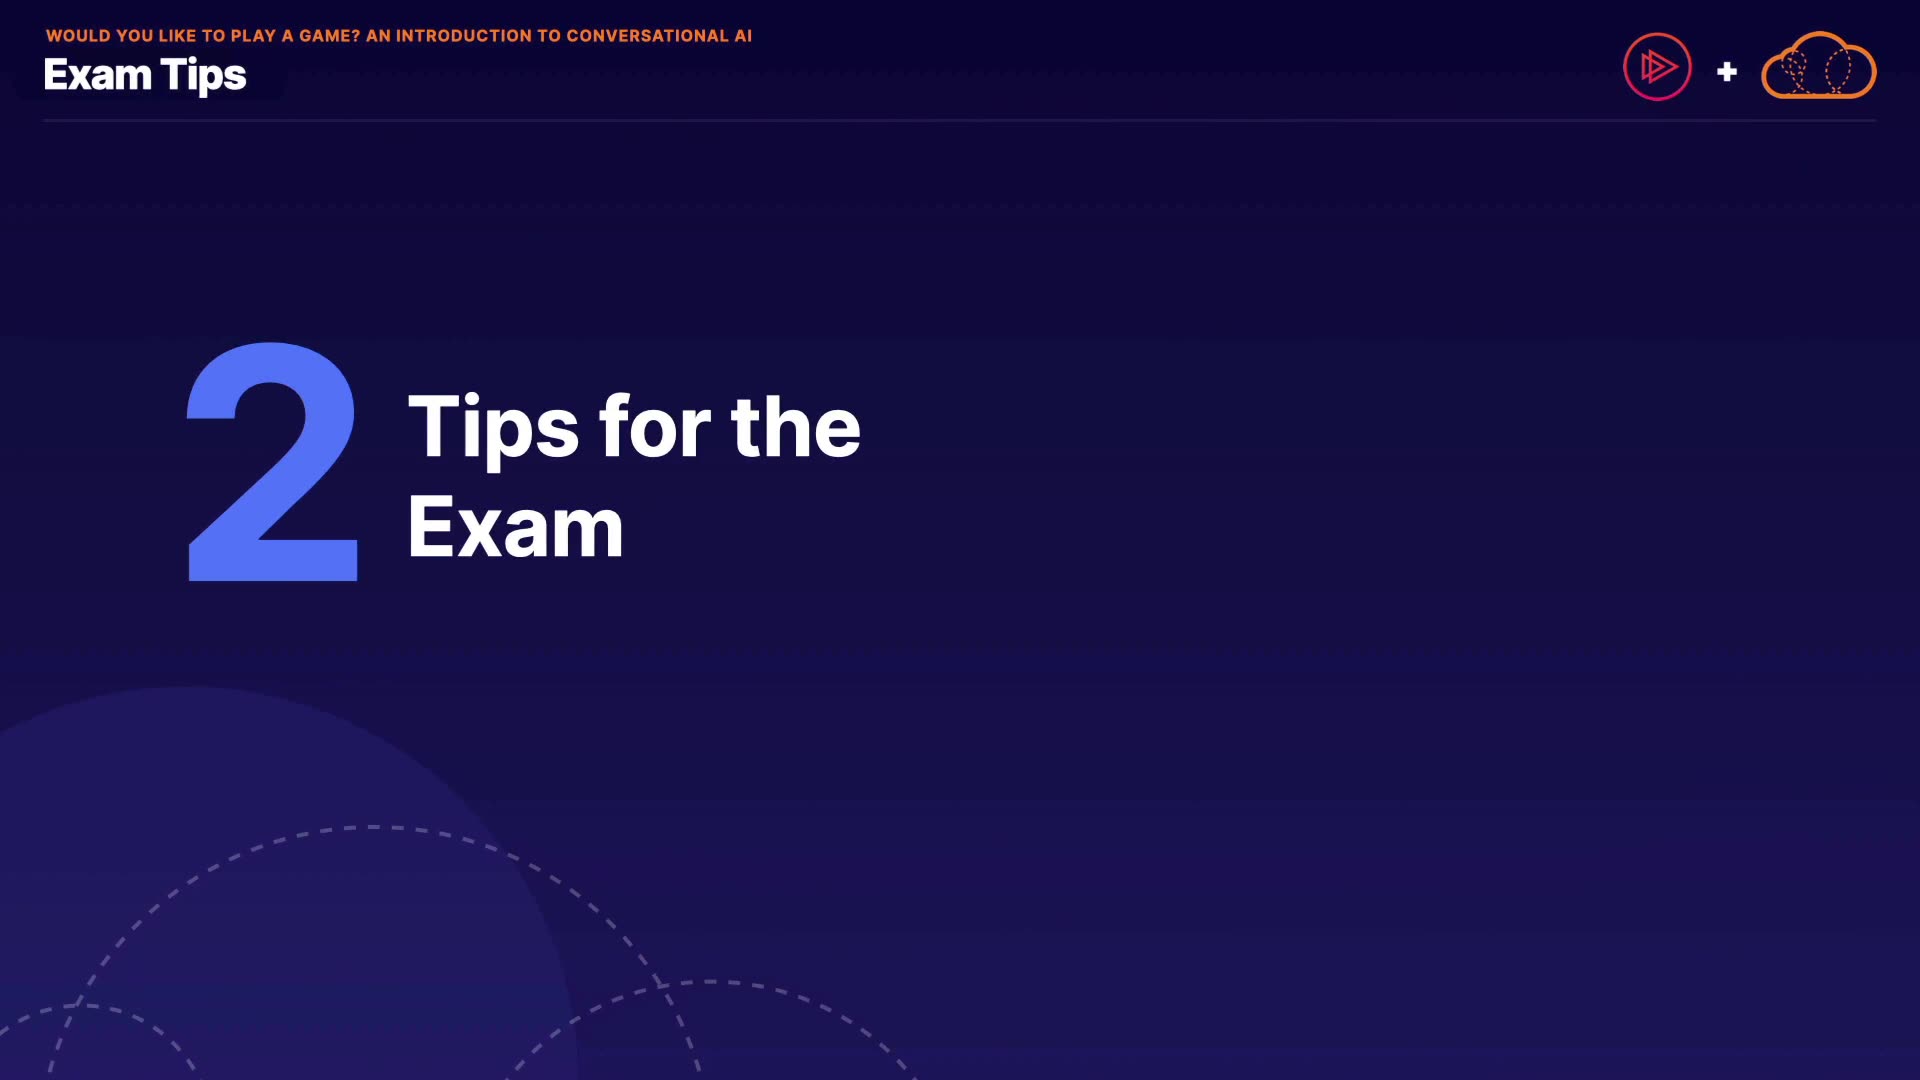 WOULD YOU LIKE TO PLAY A GAME? AN INTRODUCTION TO CONVERSATIONAL AI
Exam Tips
+
2
Tips for the
Exam